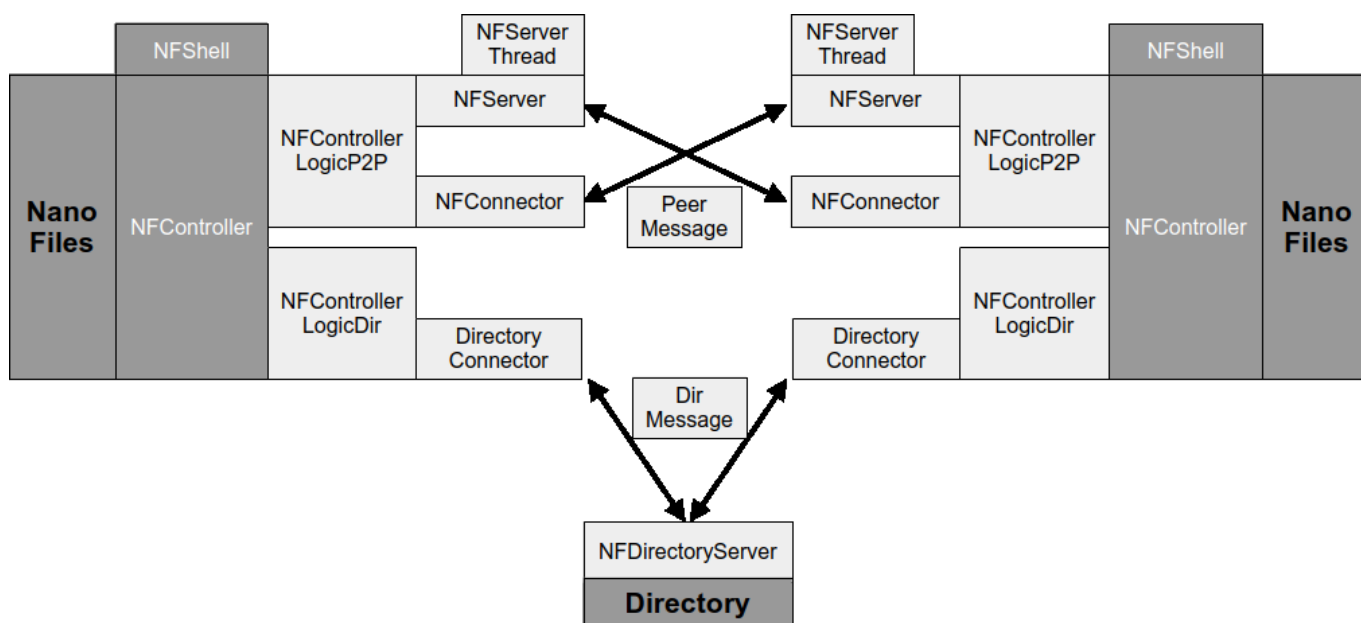 NFShell
Nano
Files
NFController
NFController
LogicP2P
NFServer
Thread
NFServer
NFConnector
NFController
LogicDir
Directory
Connector
Peer
Message
Dir
Message
NFServer
Thread
NFServer
NFConnector
NFController
LogicP2P
NFController
LogicDir
Directory
Connector
NFShell
NFController
Nano
Files
NFDirectoryServer
Directory